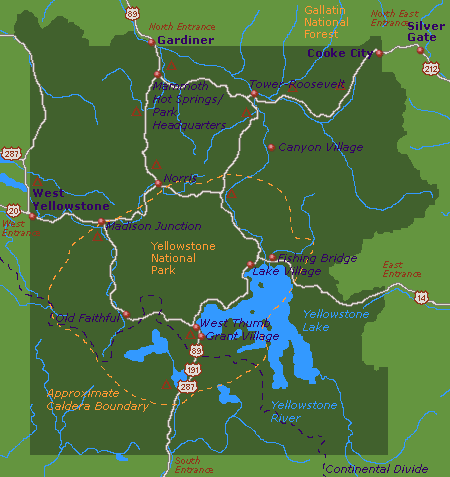 89
North Entrance
Gardiner
Gallatin
National
Forest
North East
Entrance
Silver
Gate
Cooke City
212
Mammoth
Hot Springs/
Park
Headquarters
Tower-Roosevelt
Canyon Village
287
Norris
West
Yellowstone
20
West
Entrance
Madison Junction
Yellowstone
National
Park
Fishing Bridge
Lake Village
East
Entrance
14
Old Faithful
West Thumb
Grant Village
Yellowstone
Lake
89
191
287
Approximate
Caldera Boundary
Yellowstone
River
South
Entrance
Continental Divide